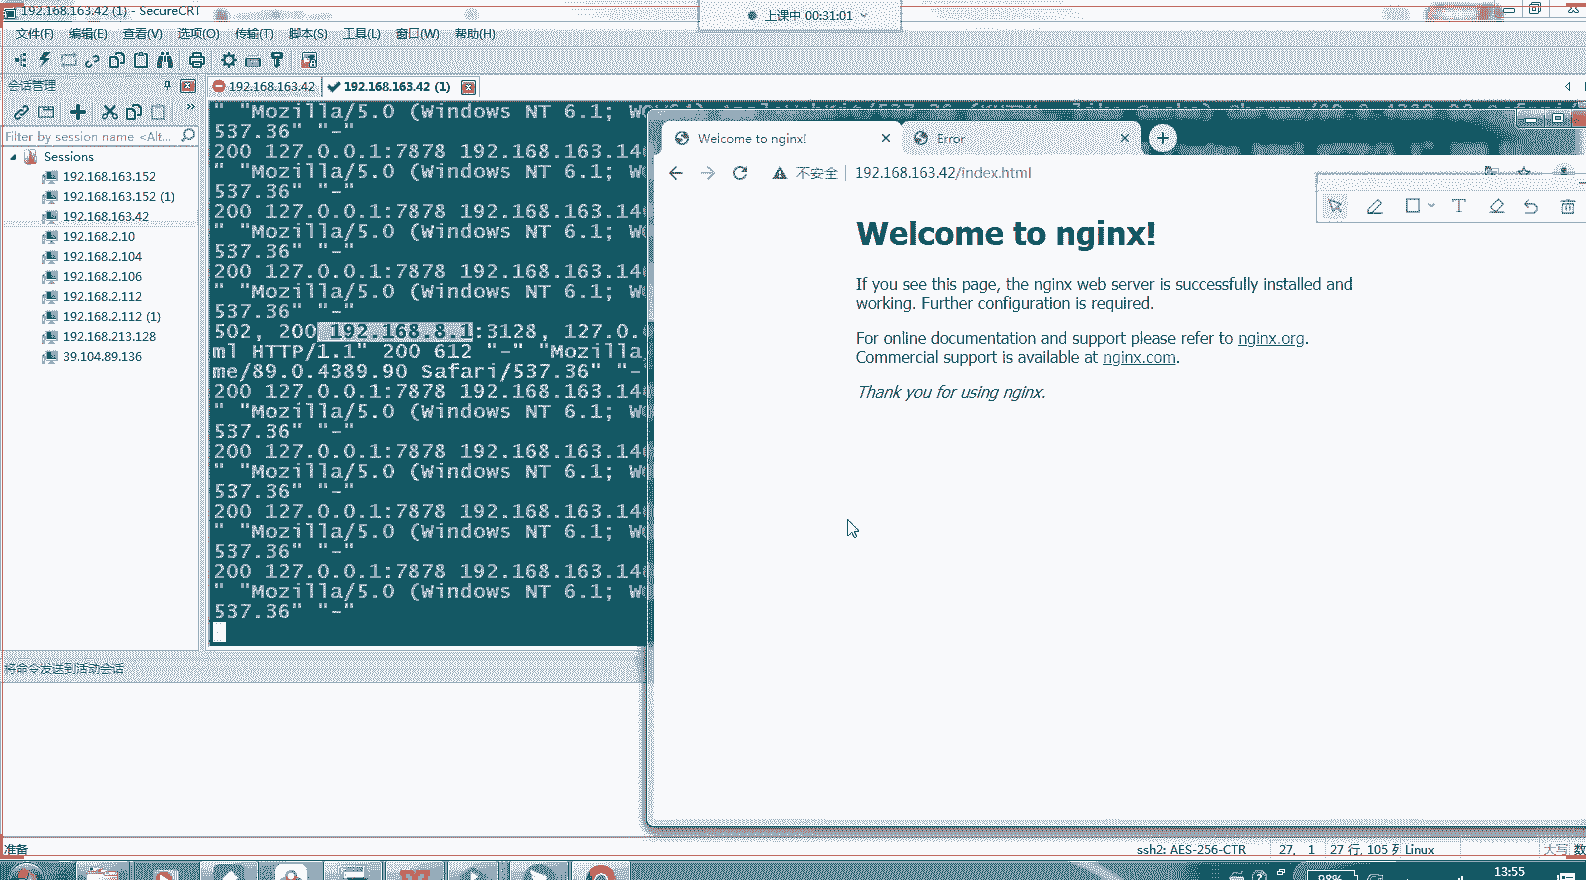 192.168.163.42 (1) - SecureCRT
上课中 00:31:01
文件(F) 编辑(E) 查看(V) 选项(O) 传输(T) 脚本(S) 工具(L) 窗口(W) 帮助(H)
会话管理
192.168.163.42
192.168.163.42 (1)
Filter by session name <Alt...
Sessions
192.168.163.152
192.168.163.152 (1)
192.168.163.42
192.168.2.10
192.168.2.104
192.168.2.106
192.168.2.112
192.168.2.112 (1)
192.168.213.128
39.104.89.136
" "Mozilla/5.0 (Windows NT 6.1;
537.36" "-"
200 127.0.0.1:7878 192.168.163.14
" "Mozilla/5.0 (Windows NT 6.1; W
537.36" "-"
200 127.0.0.1:7878 192.168.163.14
" "Mozilla/5.0 (Windows NT 6.1; W
537.36" "-"
200 127.0.0.1:7878 192.168.163.14
" "Mozilla/5.0 (Windows NT 6.1; W
537.36" "-"
502, 200 192.168.8.1:3128, 127.0.
ml HTTP/1.1" 200 612 "-" "Mozilla
me/89.0.4389.90 Safari/537.36" "-
200 127.0.0.1:7878 192.168.163.14
" "Mozilla/5.0 (Windows NT 6.1; W
537.36" "-"
200 127.0.0.1:7878 192.168.163.14
" "Mozilla/5.0 (Windows NT 6.1; W
537.36" "-"
200 127.0.0.1:7878 192.168.163.14
" "Mozilla/5.0 (Windows NT 6.1; W
537.36" "-"
200 127.0.0.1:7878 192.168.163.14
" "Mozilla/5.0 (Windows NT 6.1; W
537.36" "-"
Welcome to nginx!
Error
不安全 192.168.163.42/index.html
Welcome to nginx!
If you see this page, the nginx web server is successfully installed and
working. Further configuration is required.
For online documentation and support please refer to nginx.org.
Commercial support is available at nginx.com.
Thank you for using nginx.
将命令发送到活动会话
准备
ssh2: AES-256-CTR 27, 1 27 行, 105 列 Linux 大写 数
98%
13:55